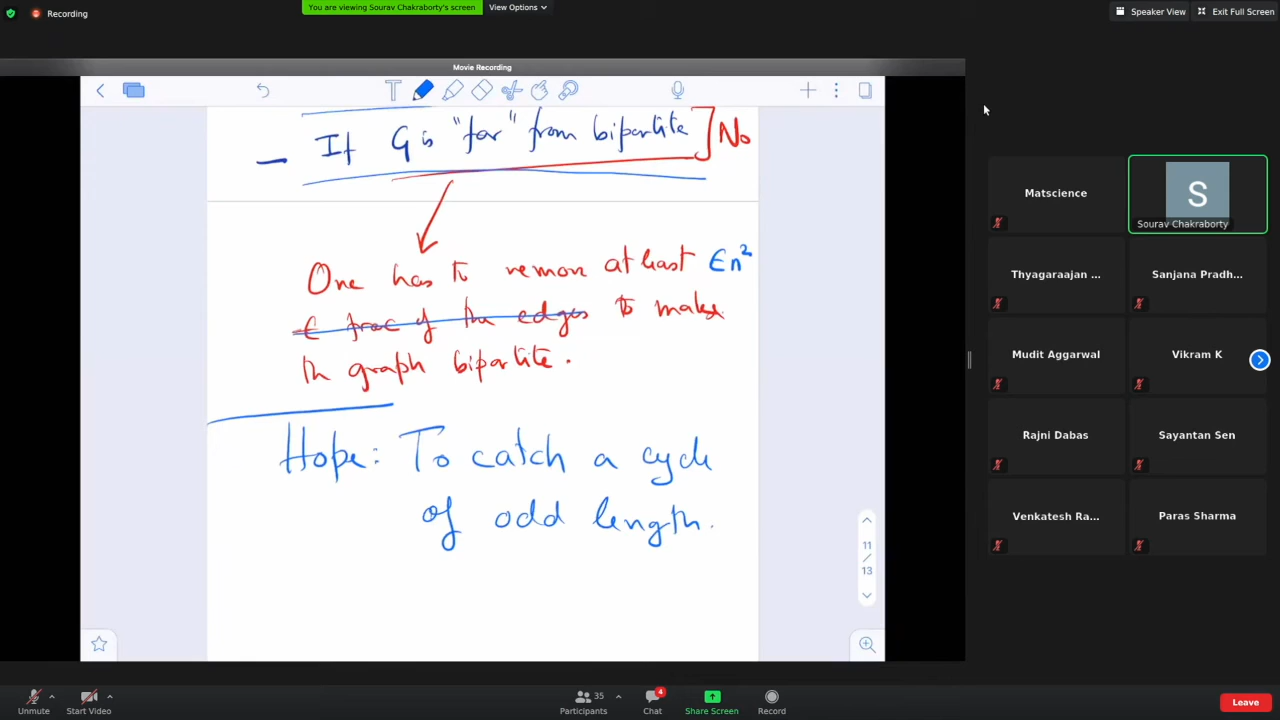 Recording
You are viewing Sourav Chakraborty's screen
View Options
Speaker View
Exit Full Screen
Movie Recording
T
- If G is "far" from bipartite ] No
One has to remov at least ϵn²
ϵ frac of the edges to make
th graph bipartite.
Hope: To catch a cycle
of odd length.
11
/
13
Matscience
S
Sourav Chakraborty
Thyagaraajan ...
Sanjana Pradh...
Mudit Aggarwal
Vikram K
Rajni Dabas
Sayantan Sen
Venkatesh Ra...
Paras Sharma
Unmute
Start Video
35
Participants
4
Chat
Share Screen
Record
Leave